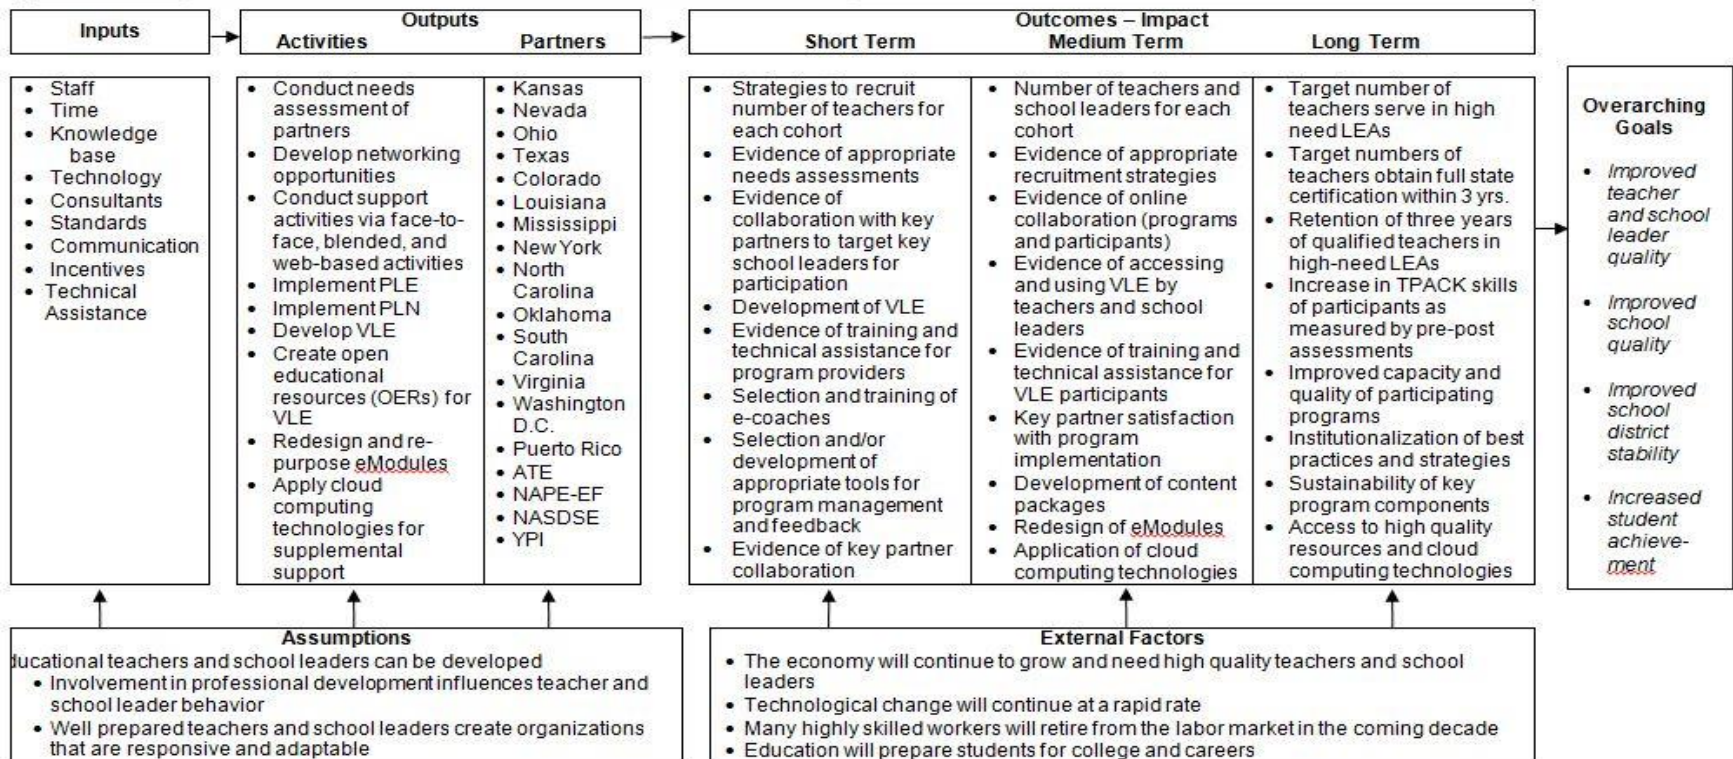 Inputs
Outputs
Activities Partners
Outcomes – Impact
Short Term Medium Term Long Term
• Staff
• Time
• Knowledge
base
• Technology
• Consultants
• Standards
• Communication
• Incentives
• Technical
Assistance
• Conduct needs
assessment of
partners
• Develop networking
opportunities
• Conduct support
activities via face-to-
face, blended, and
web-based activities
• Implement PLE
• Implement PLN
• Develop VLE
• Create open
educational
resources (OERs) for
VLE
• Redesign and re-
purpose eModules
• Apply cloud
computing
technologies for
supplemental
support
• Kansas
• Nevada
• Ohio
• Texas
• Colorado
• Louisiana
• Mississippi
• New York
• North
Carolina
• Oklahoma
• South
Carolina
• Virginia
• Washington
D.C.
• Puerto Rico
• ATE
• NAPE-EF
• NASDSE
• YPI
• Strategies to recruit
number of teachers for
each cohort
• Evidence of appropriate
needs assessments
• Evidence of
collaboration with key
partners to target key
school leaders for
participation
• Development of VLE
• Evidence of training and
technical assistance for
program providers
• Selection and training of
e-coaches
• Selection and/or
development of
appropriate tools for
program management
and feedback
• Evidence of key partner
collaboration
• Number of teachers and
school leaders for each
cohort
• Evidence of appropriate
recruitment strategies
• Evidence of online
collaboration (programs
and participants)
• Evidence of accessing
and using VLE by
teachers and school
leaders
• Evidence of training and
technical assistance for
VLE participants
• Key partner satisfaction
with program
implementation
• Development of content
packages
• Redesign of eModules
• Application of cloud
computing technologies
• Target number of
teachers serve in high
need LEAs
• Target numbers of
teachers obtain full state
certification within 3 yrs.
• Retention of three years
of qualified teachers in
high-need LEAs
• Increase in TPACK skills
of participants as
measured by pre-post
assessments
• Improved capacity and
quality of participating
programs
• Institutionalization of best
practices and strategies
• Sustainability of key
program components
• Access to high quality
resources and cloud
computing technologies
Overarching
Goals
• Improved
teacher
and school
leader
quality
• Improved
school
quality
• Improved
school
district
stability
• Increased
student
achieve-
ment
Assumptions
ducational teachers and school leaders can be developed
• Involvement in professional development influences teacher and
school leader behavior
• Well prepared teachers and school leaders create organizations
that are responsive and adaptable
External Factors
• The economy will continue to grow and need high quality teachers and school
leaders
• Technological change will continue at a rapid rate
• Many highly skilled workers will retire from the labor market in the coming decade
• Education will prepare students for college and careers